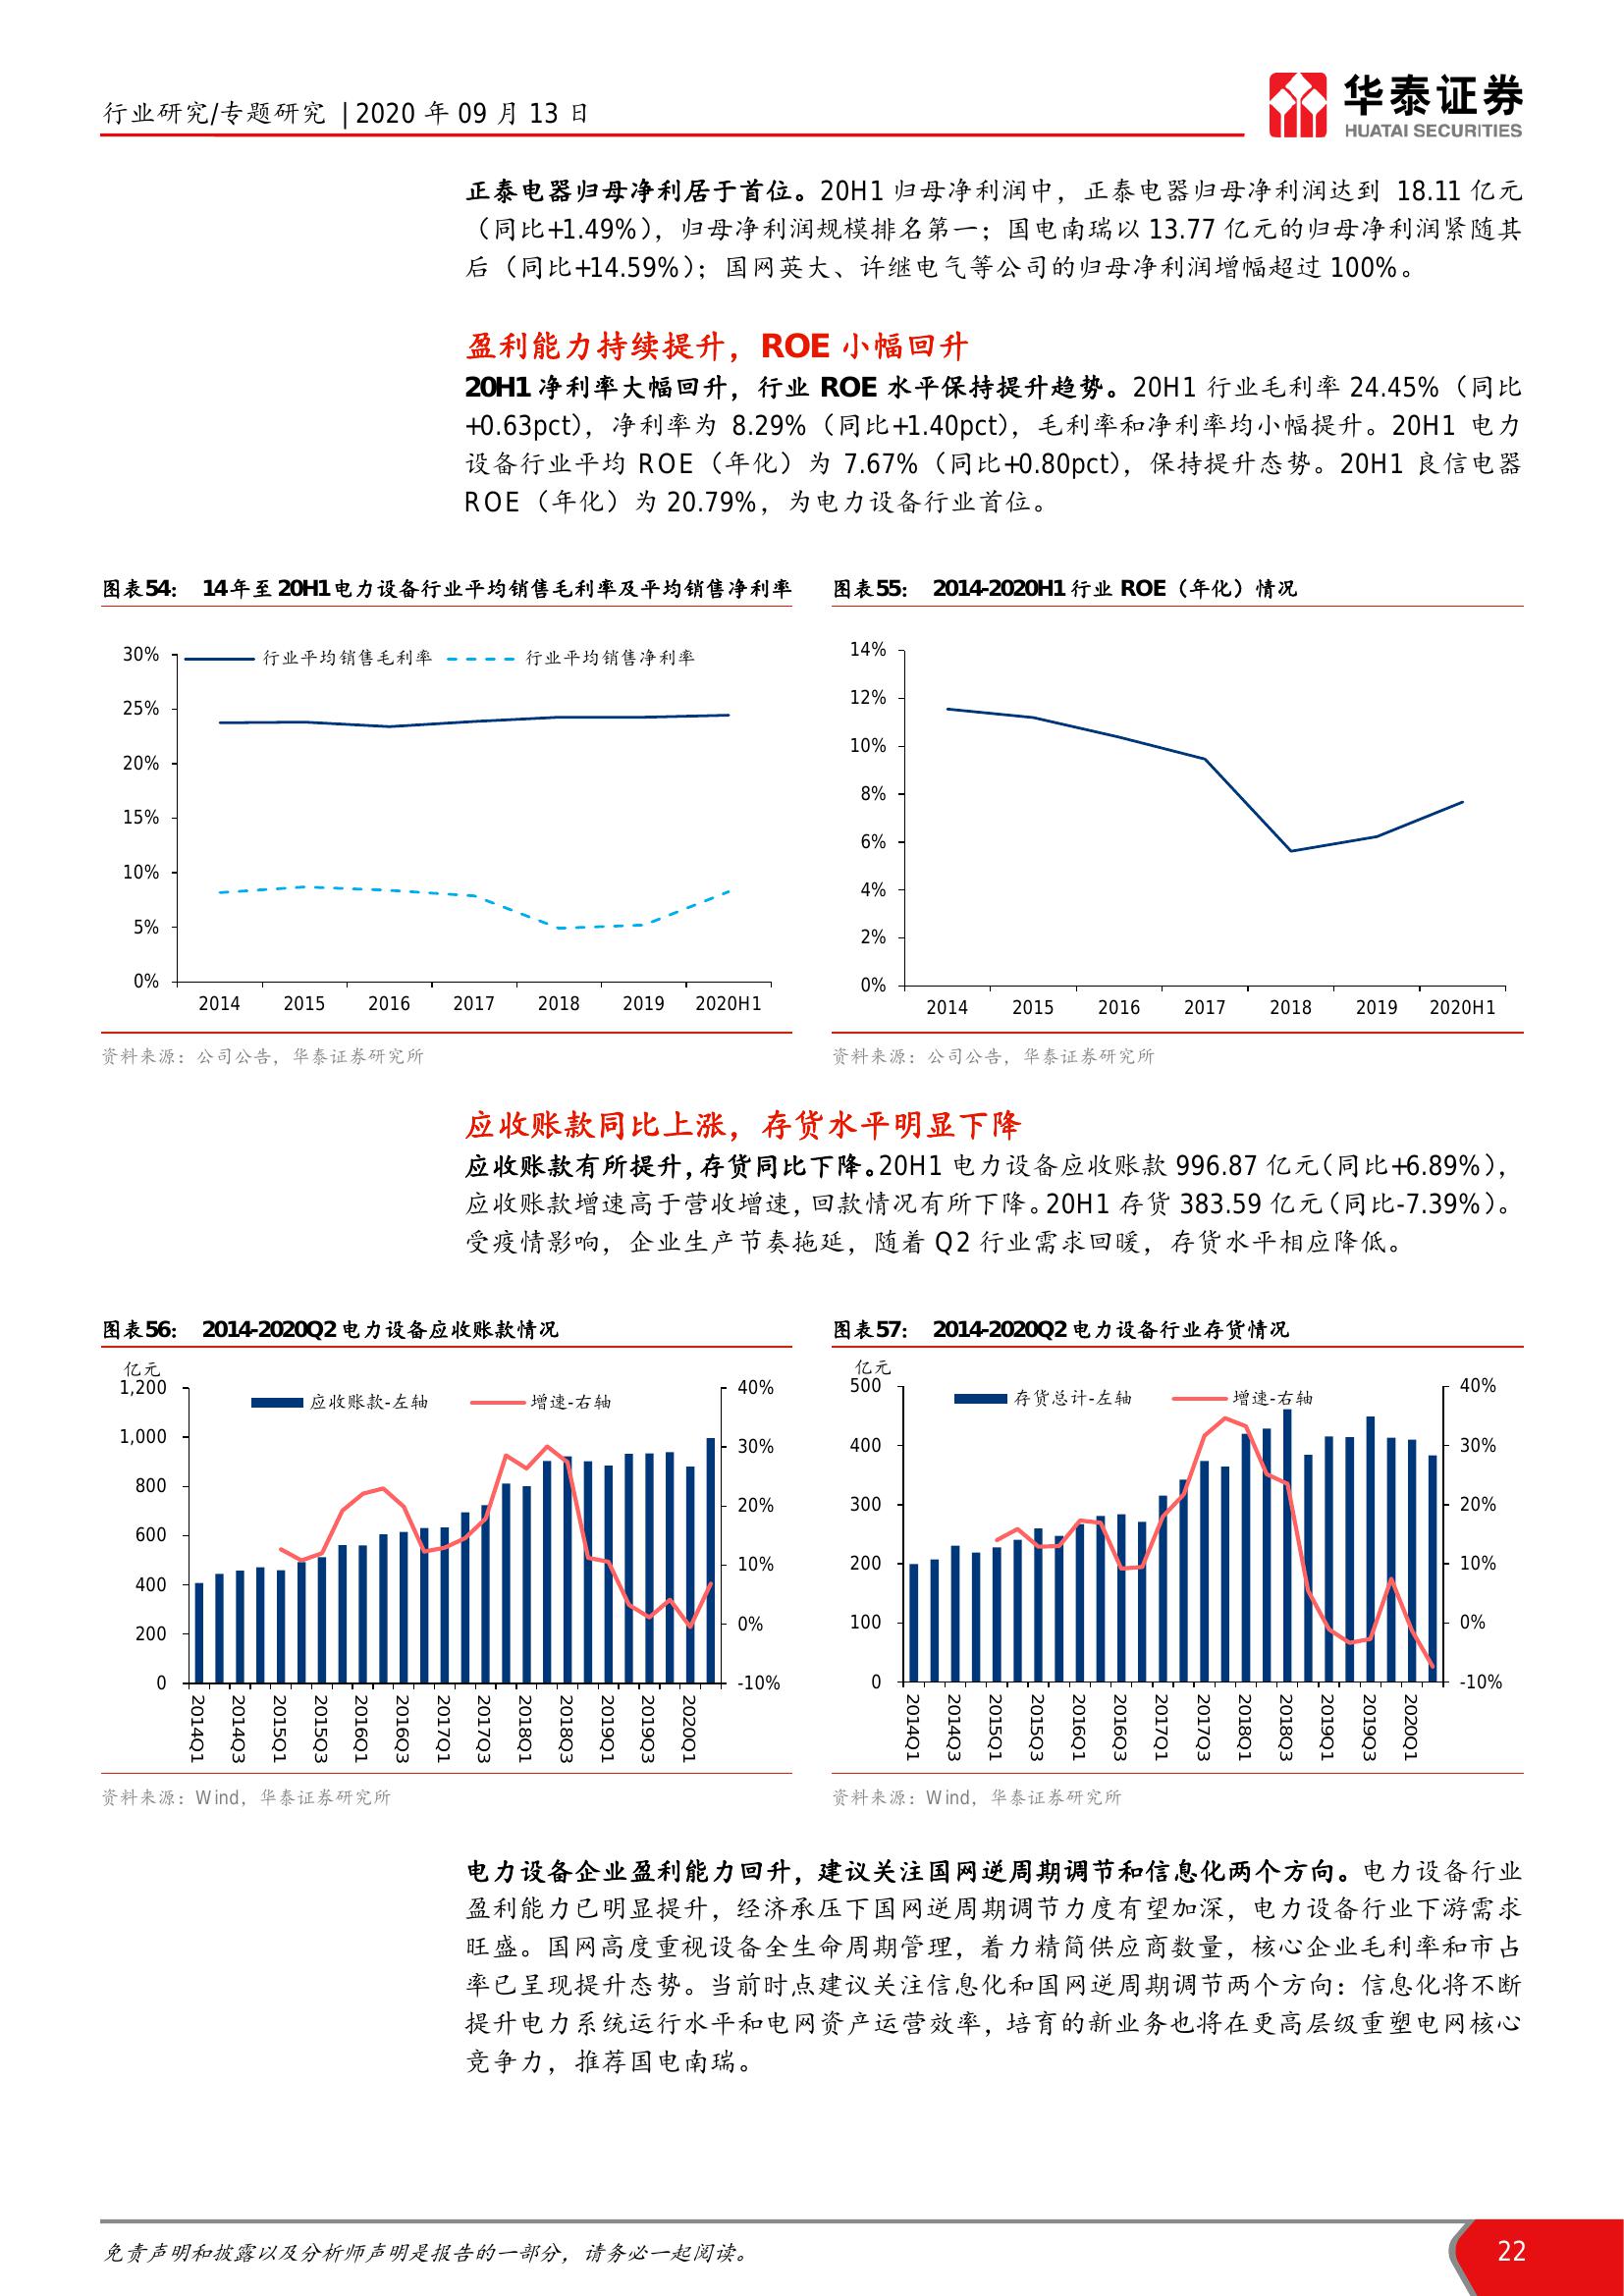 行业研究/专题研究 | 2020 年 09 月 13 日
华泰证券
HUATAI SECURITIES
正泰电器归母净利居于首位。20H1 归母净利润中，正泰电器归母净利润达到 18.11 亿元
（同比+1.49%），归母净利润规模排名第一；国电南瑞以 13.77 亿元的归母净利润紧随其
后（同比+14.59%）；国网英大、许继电气等公司的归母净利润增幅超过 100%。
盈利能力持续提升，ROE 小幅回升
20H1 净利率大幅回升，行业 ROE 水平保持提升趋势。20H1 行业毛利率 24.45%（同比
+0.63pct），净利率为 8.29%（同比+1.40pct），毛利率和净利率均小幅提升。20H1 电力
设备行业平均 ROE（年化）为 7.67%（同比+0.80pct），保持提升态势。20H1 良信电器
ROE（年化）为 20.79%，为电力设备行业首位。
图表54： 14 年至 20H1 电力设备行业平均销售毛利率及平均销售净利率
行业平均销售毛利率 行业平均销售净利率
30%
25%
20%
15%
10%
5%
0%
2014 2015 2016 2017 2018 2019 2020H1
资料来源：公司公告，华泰证券研究所
图表55： 2014-2020H1 行业 ROE（年化）情况
14%
12%
10%
8%
6%
4%
2%
0%
2014 2015 2016 2017 2018 2019 2020H1
资料来源：公司公告，华泰证券研究所
应收账款同比上涨，存货水平明显下降
应收账款有所提升，存货同比下降。20H1 电力设备应收账款 996.87 亿元（同比+6.89%），
应收账款增速高于营收增速，回款情况有所下降。20H1 存货 383.59 亿元（同比-7.39%）。
受疫情影响，企业生产节奏拖延，随着 Q2 行业需求回暖，存货水平相应降低。
图表56： 2014-2020Q2 电力设备应收账款情况
亿元
应收账款-左轴 增速-右轴
1,200
1,000
800
600
400
200
0
40%
30%
20%
10%
0%
-10%
2014Q1 2014Q3 2015Q1 2015Q3 2016Q1 2016Q3 2017Q1 2017Q3 2018Q1 2018Q3 2019Q1 2019Q3 2020Q1
资料来源：Wind，华泰证券研究所
图表57： 2014-2020Q2 电力设备行业存货情况
亿元
存货总计-左轴 增速-右轴
500
400
300
200
100
0
40%
30%
20%
10%
0%
-10%
2014Q1 2014Q3 2015Q1 2015Q3 2016Q1 2016Q3 2017Q1 2017Q3 2018Q1 2018Q3 2019Q1 2019Q3 2020Q1
资料来源：Wind，华泰证券研究所
电力设备企业盈利能力回升，建议关注国网逆周期调节和信息化两个方向。电力设备行业
盈利能力已明显提升，经济承压下国网逆周期调节力度有望加深，电力设备行业下游需求
旺盛。国网高度重视设备全生命周期管理，着力精简供应商数量，核心企业毛利率和市占
率已呈现提升态势。当前时点建议关注信息化和国网逆周期调节两个方向：信息化将不断
提升电力系统运行水平和电网资产运营效率，培育的新业务也将在更高层级重塑电网核心
竞争力，推荐国电南瑞。
免责声明和披露以及分析师声明是报告的一部分，请务必一起阅读。
22